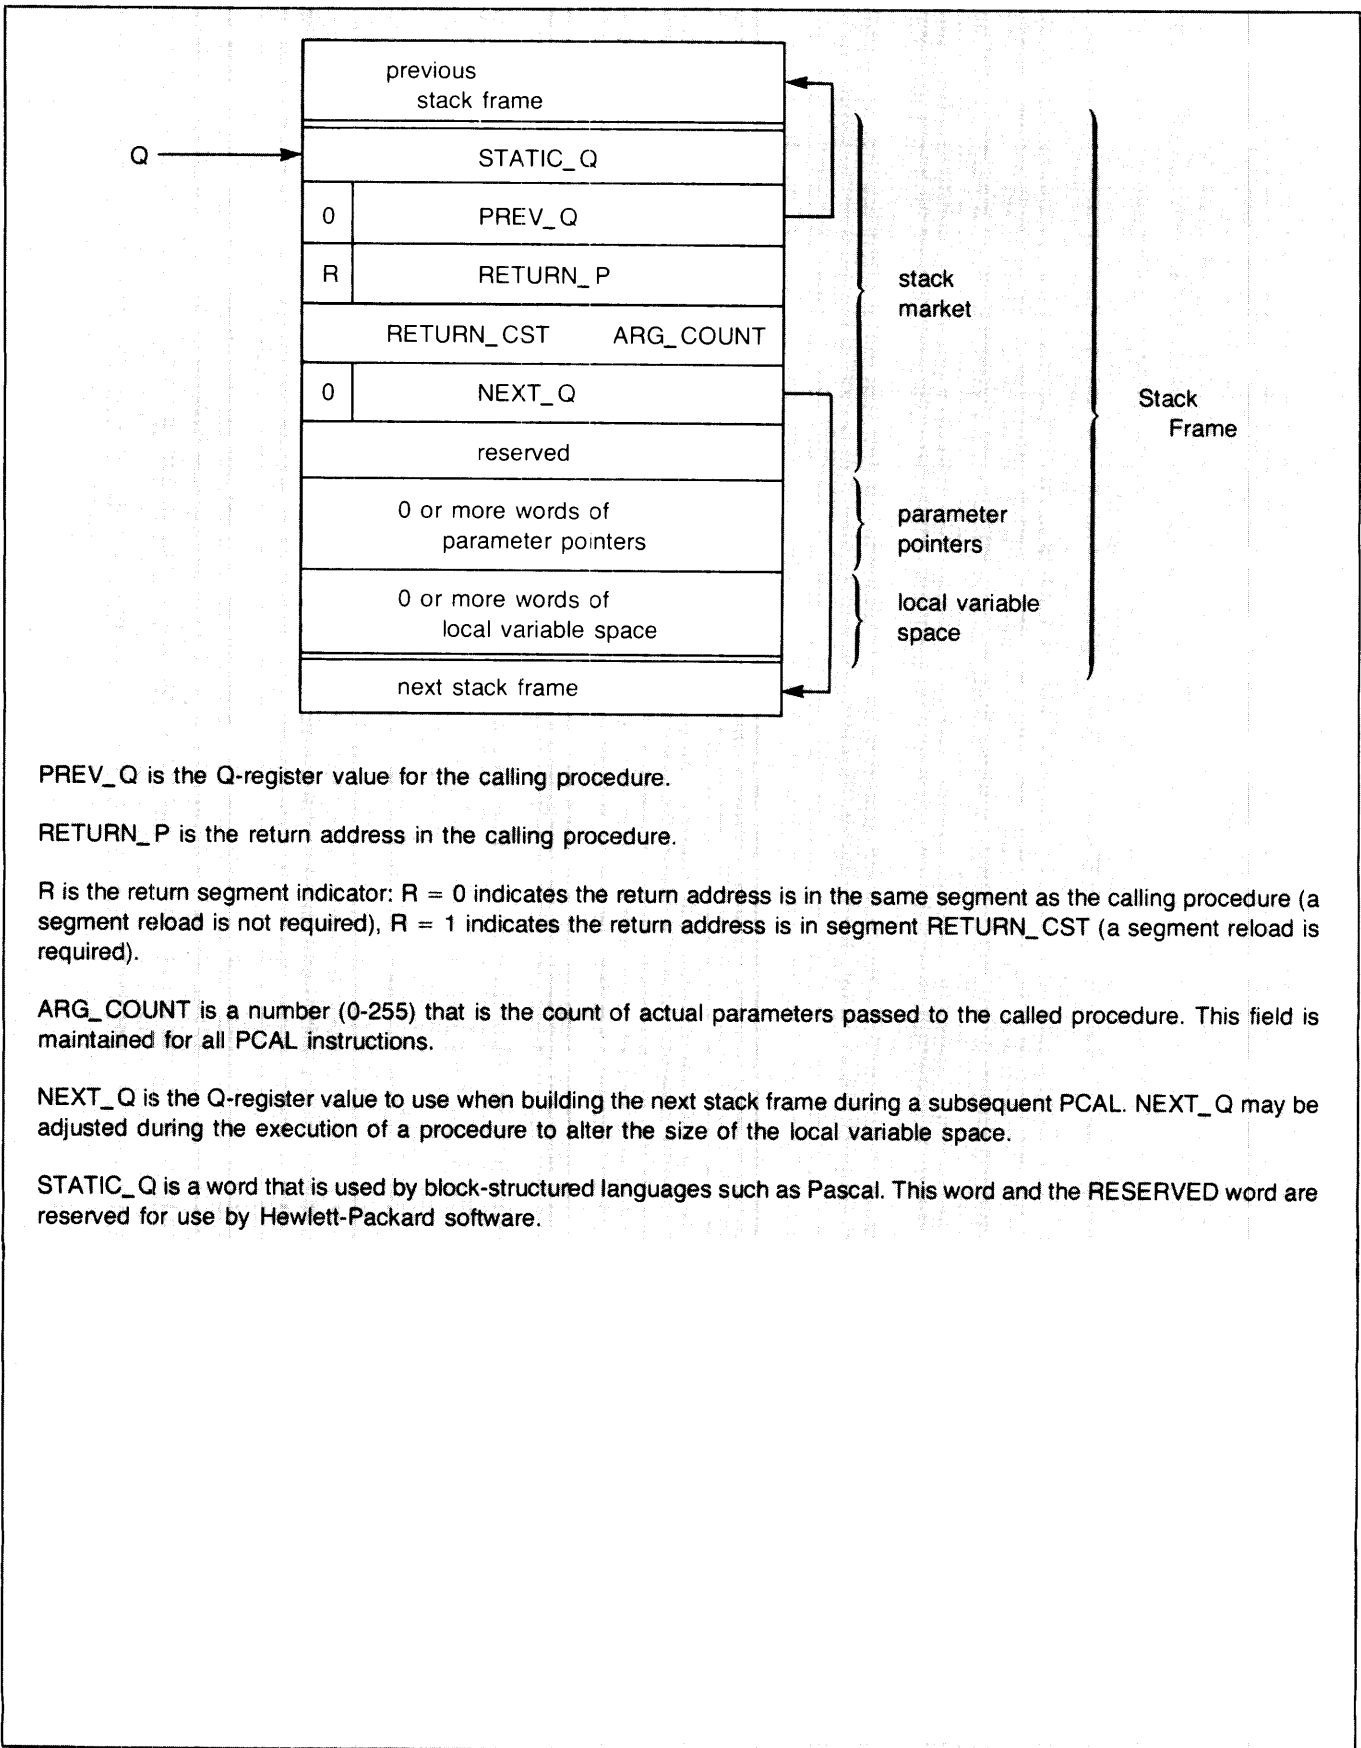 previous
stack frame
Q
STATIC_Q
0 PREV_Q
R RETURN_P
stack
market
RETURN_CST ARG_COUNT
0 NEXT_Q
Stack
Frame
reserved
0 or more words of
parameter pointers
parameter
pointers
0 or more words of
local variable space
local variable
space
next stack frame
PREV_Q is the Q-register value for the calling procedure.
RETURN_P is the return address in the calling procedure.
R is the return segment indicator: R = 0 indicates the return address is in the same segment as the calling procedure (a
segment reload is not required), R = 1 indicates the return address is in segment RETURN_CST (a segment reload is
required).
ARG_COUNT is a number (0-255) that is the count of actual parameters passed to the called procedure. This field is
maintained for all PCAL instructions.
NEXT_Q is the Q-register value to use when building the next stack frame during a subsequent PCAL. NEXT_Q may be
adjusted during the execution of a procedure to alter the size of the local variable space.
STATIC_Q is a word that is used by block-structured languages such as Pascal. This word and the RESERVED word are
reserved for use by Hewlett-Packard software.